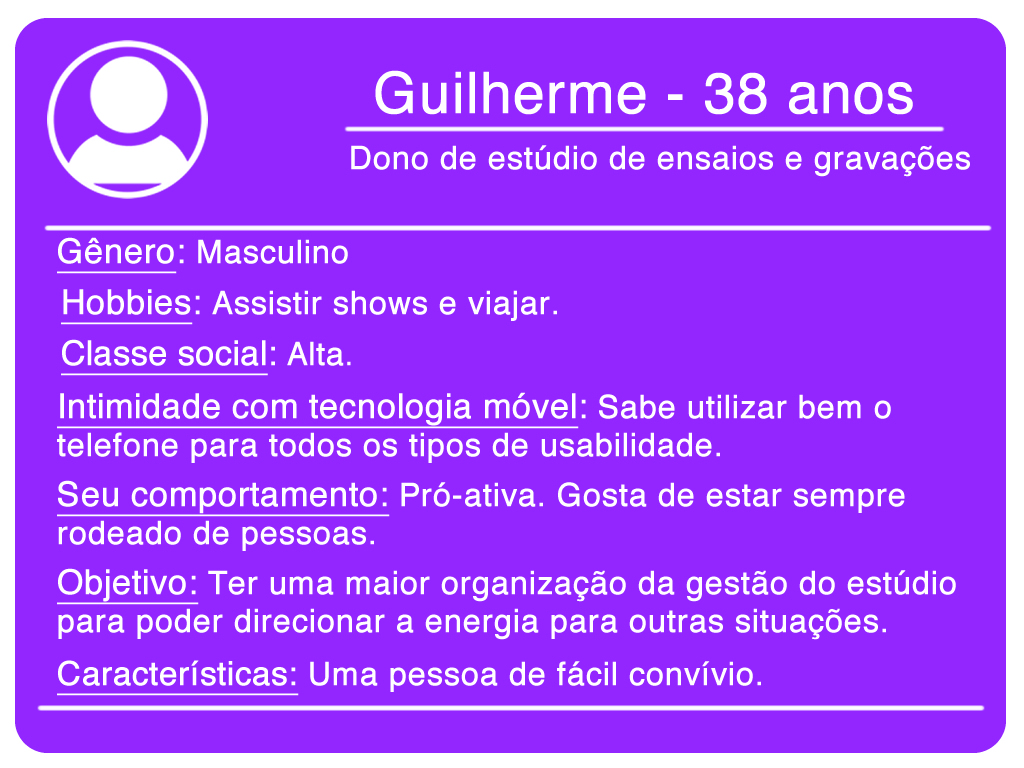 Guilherme - 38 anos
Dono de estúdio de ensaios e gravações
Gênero: Masculino
Hobbies: Assistir shows e viajar.
Classe social: Alta.
Intimidade com tecnologia móvel: Sabe utilizar bem o
telefone para todos os tipos de usabilidade.
Seu comportamento: Pró-ativa. Gosta de estar sempre
rodeado de pessoas.
Objetivo: Ter uma maior organização da gestão do estúdio
para poder direcionar a energia para outras situações.
Características: Uma pessoa de fácil convívio.